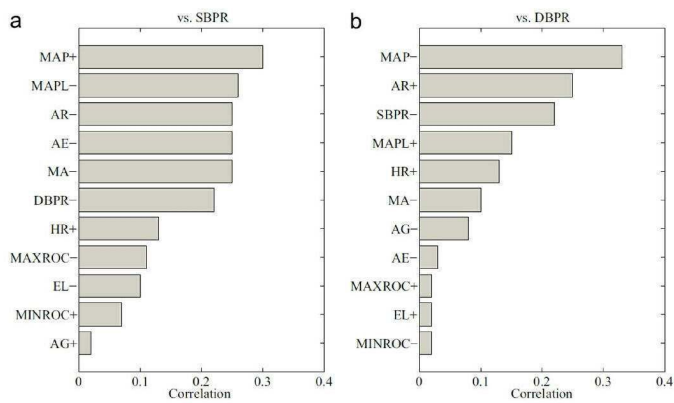 a
vs. SBPR
MAP+
MAPL−
AR−
AE−
MA−
DBPR−
HR+
MAXROC−
EL−
MINROC+
AG+
0 0.1 0.2 0.3 0.4
Correlation
b
vs. DBPR
MAP−
AR+
SBPR−
MAPL+
HR+
MA−
AG−
AE−
MAXROC+
EL+
MINROC−
0 0.1 0.2 0.3 0.4
Correlation